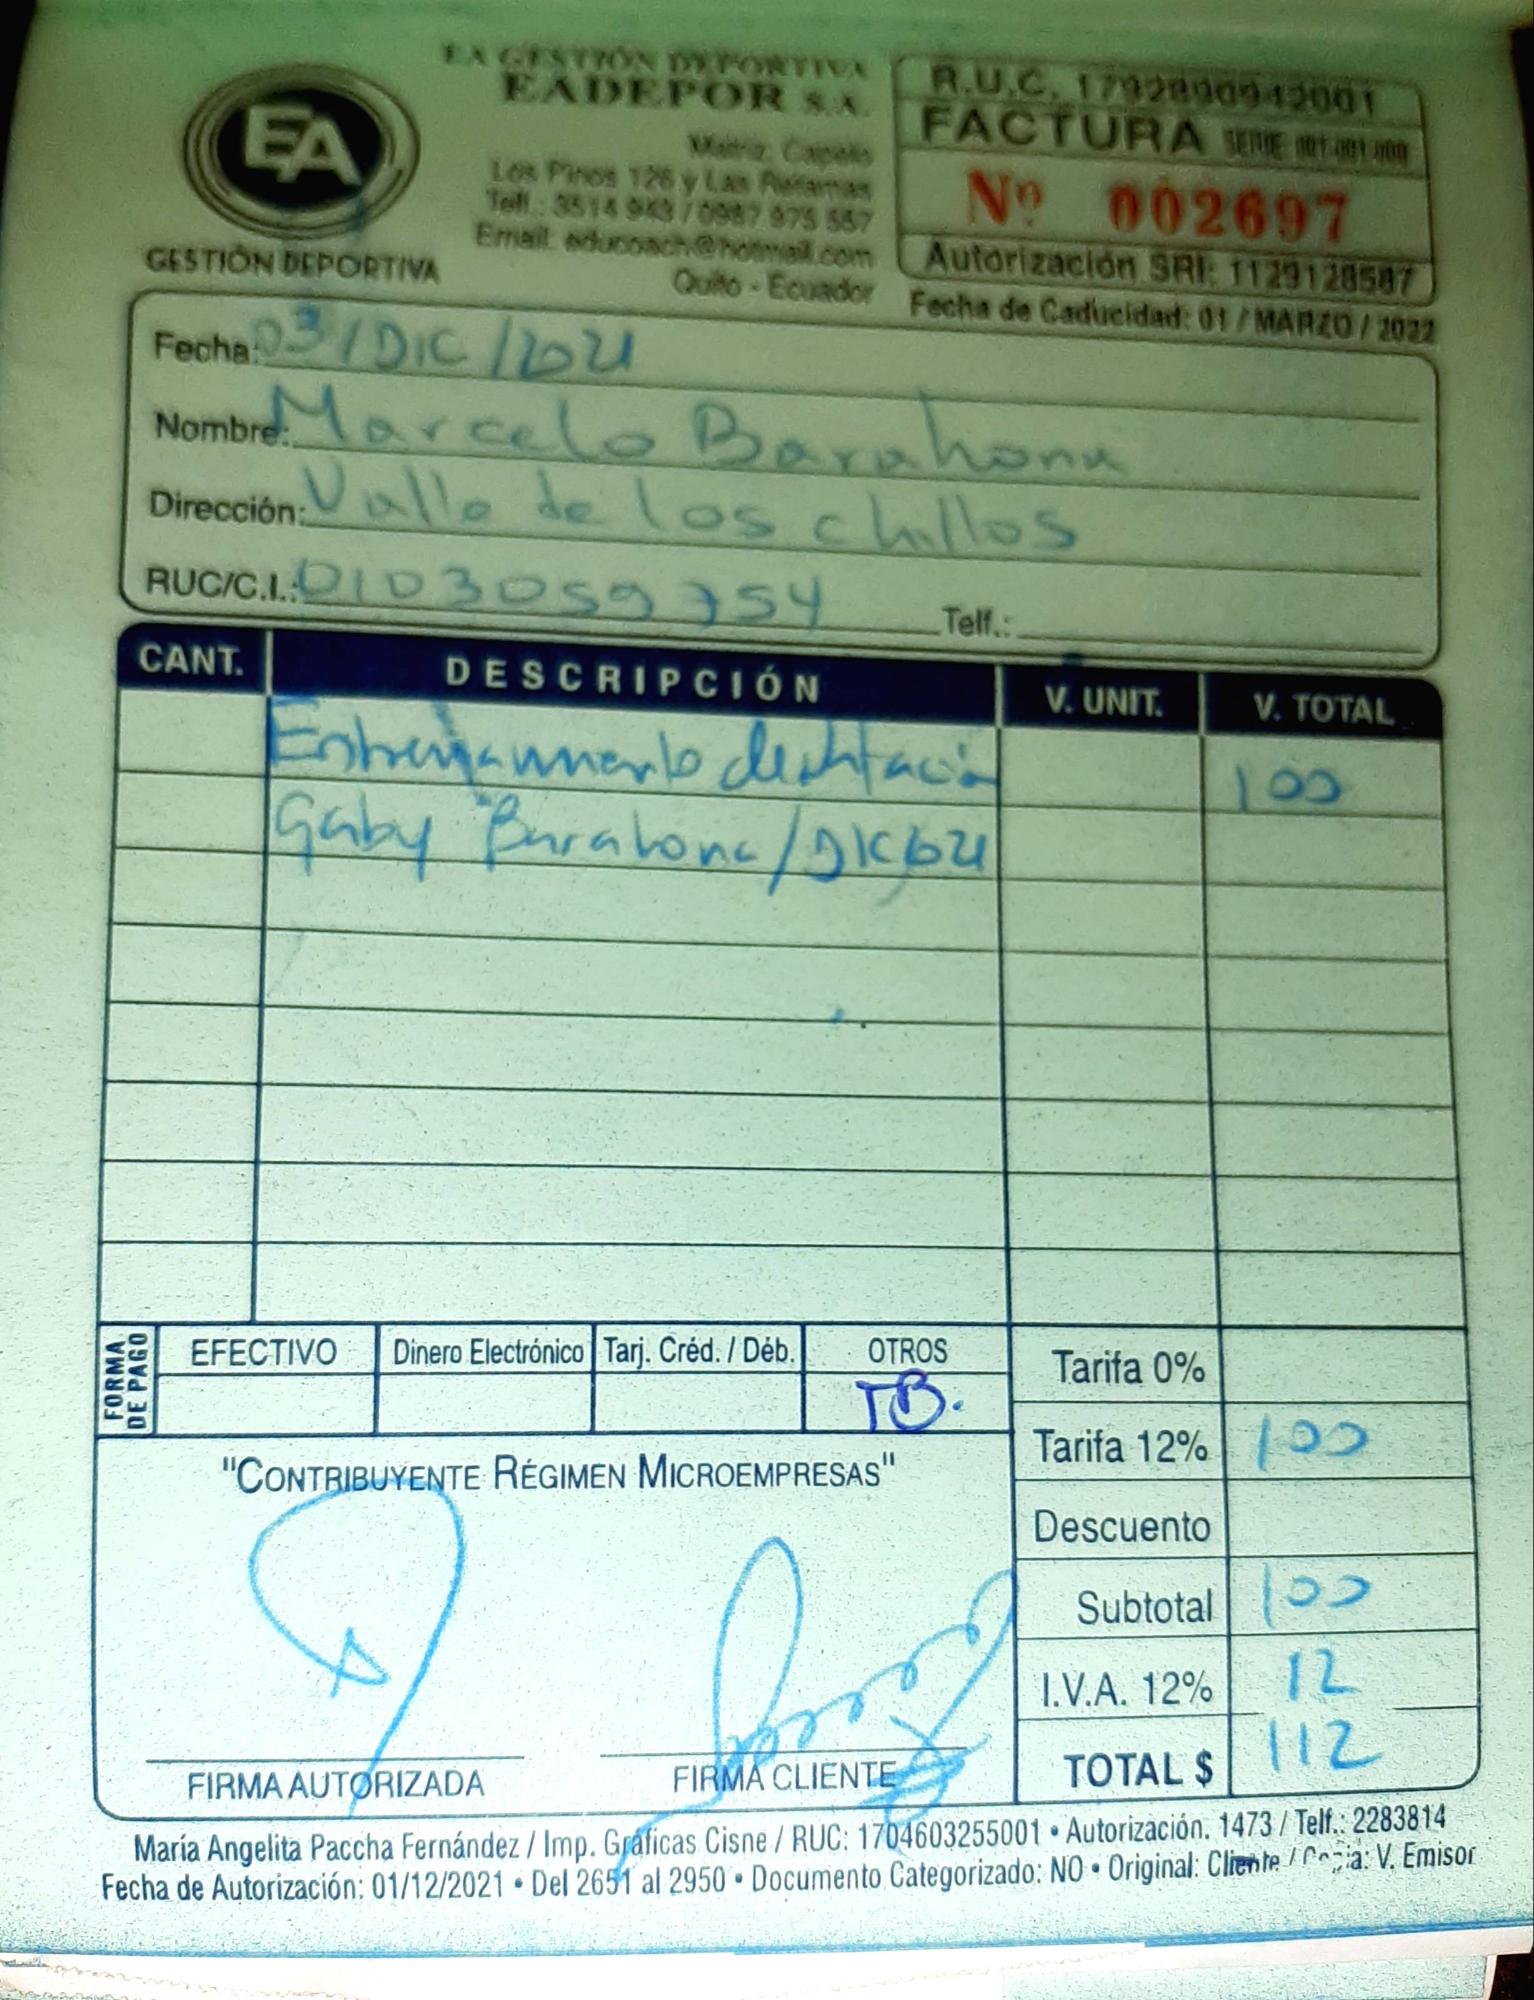 EA
GESTIÓN DEPORTIVA
EA GESTIÓN DEPORTIVA
EADEPOR S.A.
Matriz: Capelo
Los Pinos 126 y Las Retamas
Telf.: 3514 943 / 0987 975 557
Email: educoach@hotmail.com
Quito - Ecuador
R.U.C. 1792890942001
FACTURA SERIE 001-001-000
Nº 002697
Autorización SRI: 1129128587
Fecha de Caducidad: 01 / MARZO / 2022
Fecha: 03/DIC/2021
Nombre: Marcelo Barahona
Dirección: Valle de los chillos
RUC/C.I.: 0103059754 Telf.:
CANT. DESCRIPCIÓN V. UNIT. V. TOTAL
Entrenamiento de natación 100
Gaby Barahona/DIC 2021
FORMA DE PAGO
EFECTIVO Dinero Electrónico Tarj. Créd. / Déb. OTROS
TB.
Tarifa 0%
Tarifa 12% 100
Descuento
Subtotal 100
I.V.A. 12% 12
TOTAL $ 112
"CONTRIBUYENTE RÉGIMEN MICROEMPRESAS"
FIRMA AUTORIZADA FIRMA CLIENTE
María Angelita Paccha Fernández / Imp. Gráficas Cisne / RUC: 1704603255001 • Autorización. 1473 / Telf.: 2283814
Fecha de Autorización: 01/12/2021 • Del 2651 al 2950 • Documento Categorizado: NO • Original: Cliente / Copia: V. Emisor